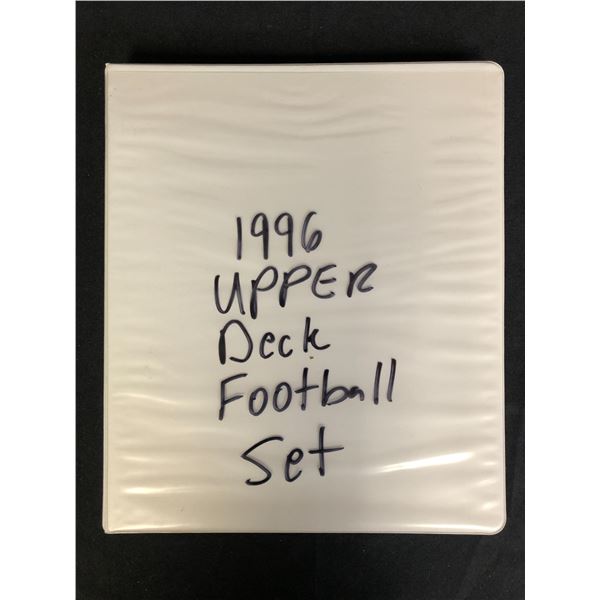 1996
UPPER
Deck
Football
Set